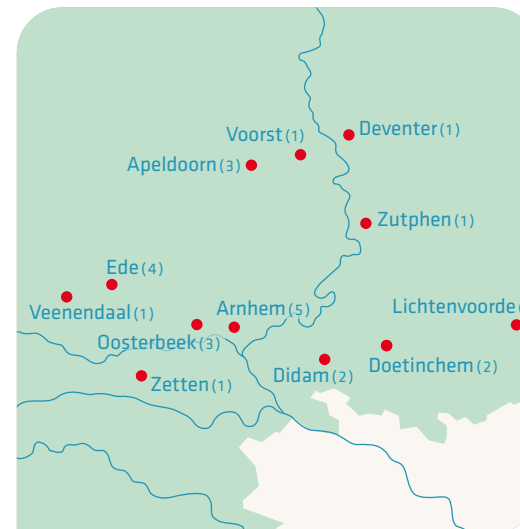 Deventer (1)
Voorst (1)
Apeldoorn (3)
Zutphen (1)
Ede (4)
Veenendaal (1)
Arnhem (5)
Lichtenvoorde (
Oosterbeek (3)
Didam (2)
Doetinchem (2)
Zetten (1)